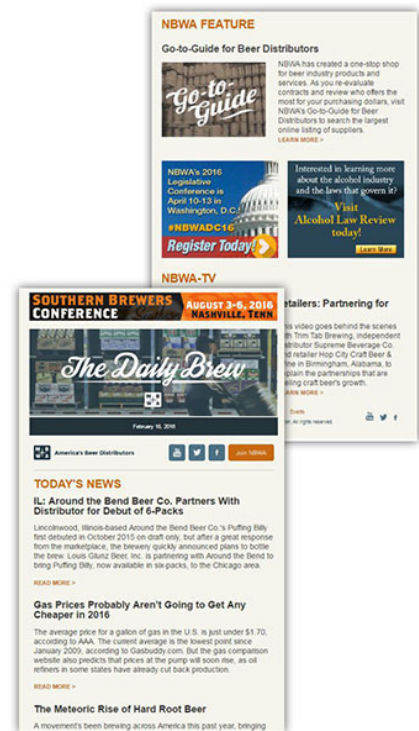 NBWA FEATURE
Go-to-Guide for Beer Distributors
Go-to-
Guide
NBWA has created a one-stop shop
for beer industry products and
services. As you re-evaluate
contracts and review who offers the
most for your purchasing dollars, visit
NBWA's Go-to-Guide for Beer
Distributors to search the largest
online listing of suppliers.
LEARN MORE >
NBWA's 2016
Legislative
Conference is
April 10-13 in
Washington, D.C.
#NBWADC16
Register Today!
Interested in learning more
about the alcohol industry
and the laws that govern it?
Visit
Alcohol Law Review
today!
Learn More
NBWA-TV
etailers: Partnering for
is video goes behind the scenes
th Trim Tab Brewing, independent
stributor Supreme Beverage Co.
nd retailer Hop City Craft Beer &
ine in Birmingham, Alabama, to
plain the partnerships that are
eling craft beer's growth.
EARN MORE >
Events
All rights reserved.
SOUTHERN BREWERS
CONFERENCE
AUGUST 3-6, 2016
NASHVILLE, TENN
The Daily Brew
February 16, 2016
America's Beer Distributors
Join NBWA
TODAY'S NEWS
IL: Around the Bend Beer Co. Partners With
Distributor for Debut of 6-Packs
Lincolnwood, Illinois-based Around the Bend Beer Co.'s Puffing Billy
first debuted in October 2015 on draft only, but after a great response
from the marketplace, the brewery quickly announced plans to bottle
the brew. Louis Glunz Beer, Inc. is partnering with Around the Bend to
bring Puffing Billy, now available in six-packs, to the Chicago area.
READ MORE >
Gas Prices Probably Aren't Going to Get Any
Cheaper in 2016
The average price for a gallon of gas in the U.S. is just under $1.70,
according to AAA. The current average is the lowest point since
January 2009, according to Gasbuddy.com. But the gas comparison
website also predicts that prices at the pump will soon rise, as oil
refiners in some states have already cut back production.
READ MORE >
The Meteoric Rise of Hard Root Beer
A movement's been brewing across America this past year, bringing